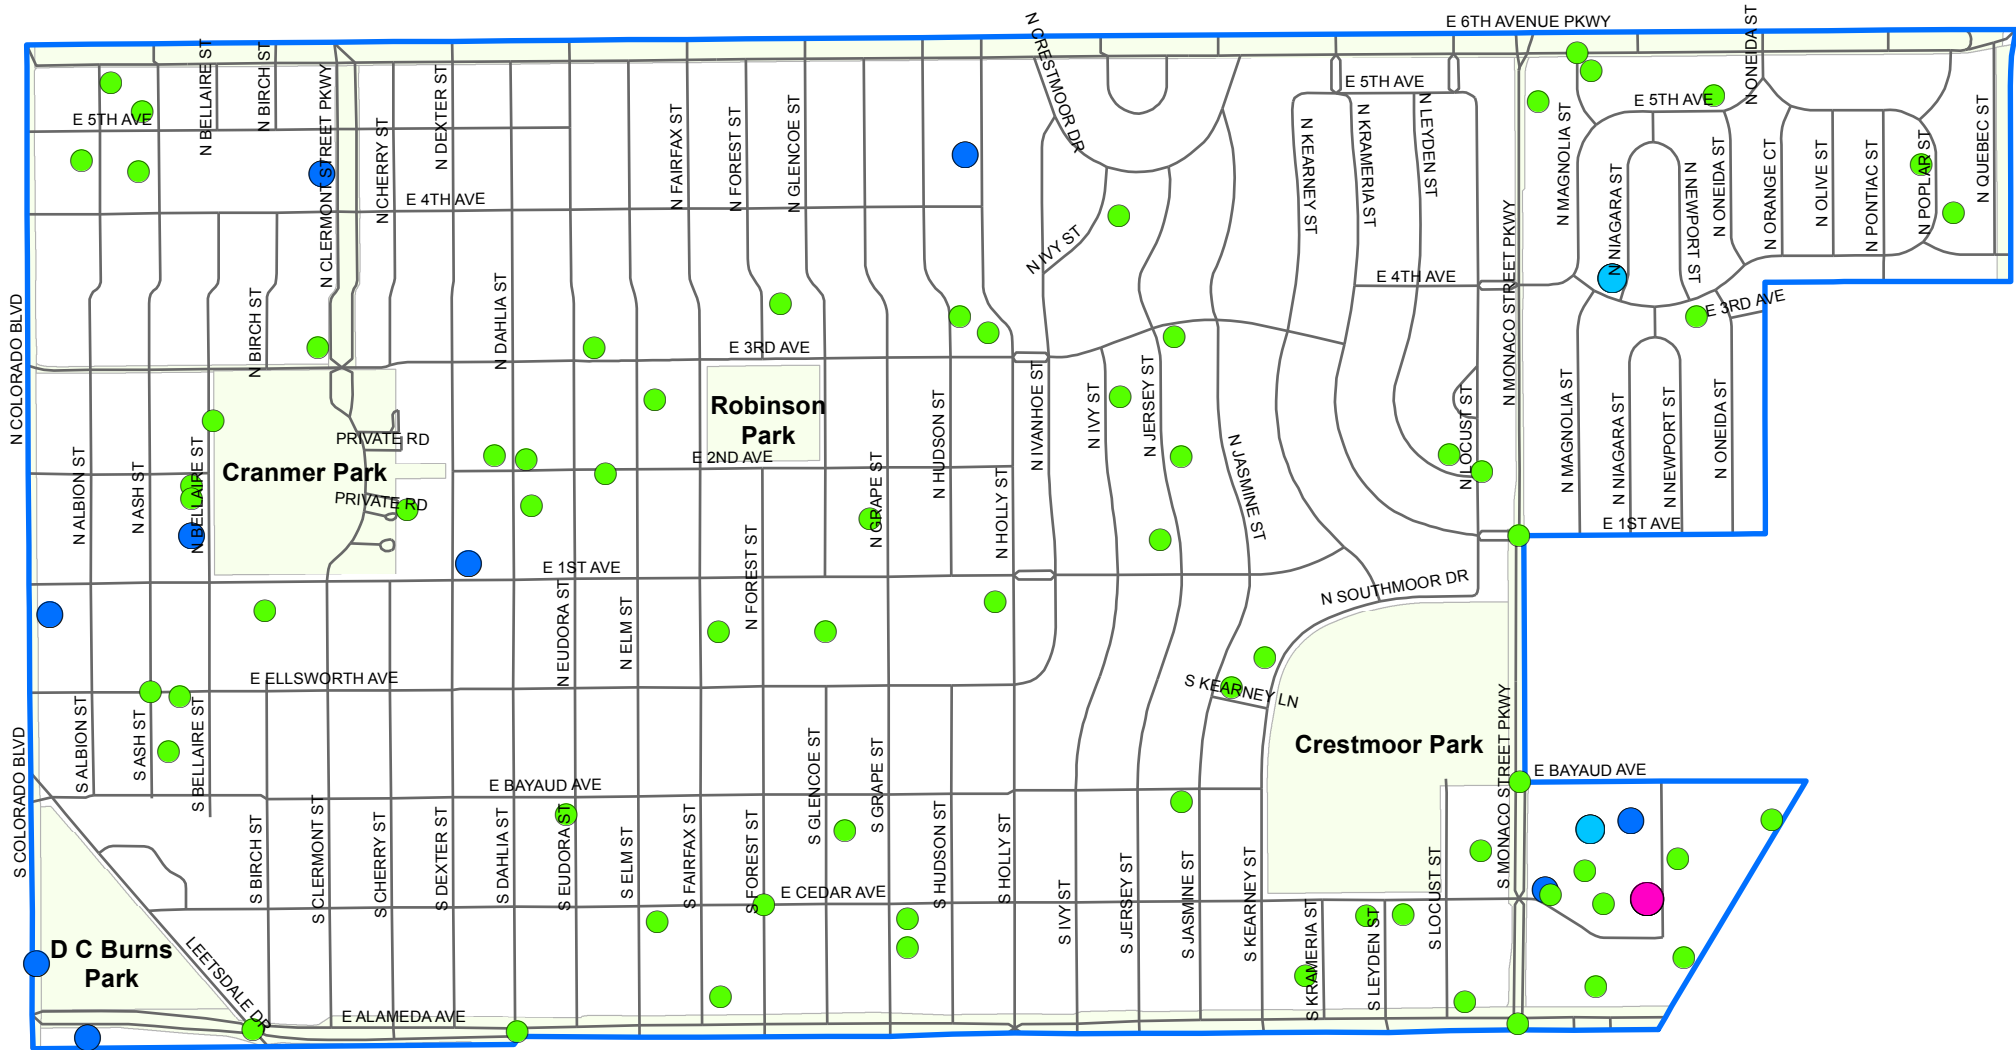 E 6TH AVENUE PKWY
N CRESTMOOR DR
N ONEIDA ST
N BELLAIRE ST
N BIRCH ST
N CLERMONT STREET PKWY
N DEXTER ST
E 5TH AVE
E 5TH AVE
E 5TH AVE
N CHERRY ST
N FAIRFAX ST
N FOREST ST
N GLENCOE ST
N KEARNEY ST
N KRAMERIA ST
N LEYDEN ST
N MAGNOLIA ST
N NIAGARA ST
N NEWPORT ST
N ONEIDA ST
N ORANGE CT
N OLIVE ST
N PONTIAC ST
N POPLAR ST
N QUEBEC ST
E 4TH AVE
N IVY ST
E 4TH AVE
N MONACO STREET PKWY
N COLORADO BLVD
N BIRCH ST
N DAHLIA ST
E 3RD AVE
E 3RD AVE
N IVANHOE ST
N IVY ST
N JERSEY ST
N JASMINE ST
N LOCUST ST
N MAGNOLIA ST
N NIAGARA ST
N NEWPORT ST
N ONEIDA ST
Robinson
Park
PRIVATE RD
Cranmer Park
PRIVATE RD
E 2ND AVE
N ALBION ST
N ASH ST
N BELLAIRE ST
N GRAPE ST
N HUDSON ST
N HOLLY ST
E 1ST AVE
E 1ST AVE
N EUDORA ST
N ELM ST
N FOREST ST
N SOUTHMOOR DR
E ELLSWORTH AVE
S KEARNEY LN
S COLORADO BLVD
S ALBION ST
S ASH ST
S BELLAIRE ST
Crestmoor Park
S MONACO STREET PKWY
E BAYAUD AVE
E BAYAUD AVE
S BIRCH ST
S CLERMONT ST
S CHERRY ST
S DEXTER ST
S DAHLIA ST
S EUDORA ST
S ELM ST
S FAIRFAX ST
S FOREST ST
S GLENCOE ST
S GRAPE ST
S HUDSON ST
S HOLLY ST
E CEDAR AVE
S IVY ST
S JERSEY ST
S JASMINE ST
S KEARNEY ST
S KRAMERIA ST
S LEYDEN ST
S LOCUST ST
D C Burns
Park
LEETSDALE DR
E ALAMEDA AVE